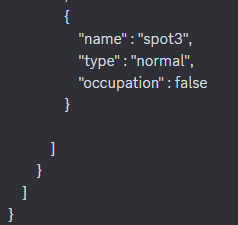 {
"name" : "spot3",
"type" : "normal",
"occupation" : false
}
]
}
]
}